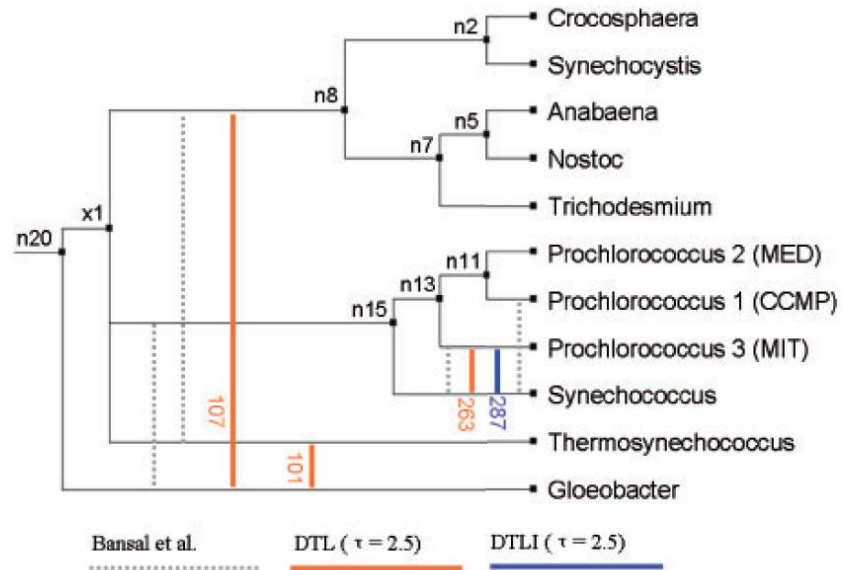 Crocosphaera
n2
Synechocystis
n8
Anabaena
n5
n7
Nostoc
Trichodesmium
x1
n20
Prochlorococcus 2 (MED)
n11
n13
Prochlorococcus 1 (CCMP)
n15
Prochlorococcus 3 (MIT)
Synechococcus
107
263
287
Thermosynechococcus
101
Gloeobacter
Bansal et al. DTL ( τ = 2.5) DTLI ( τ = 2.5)